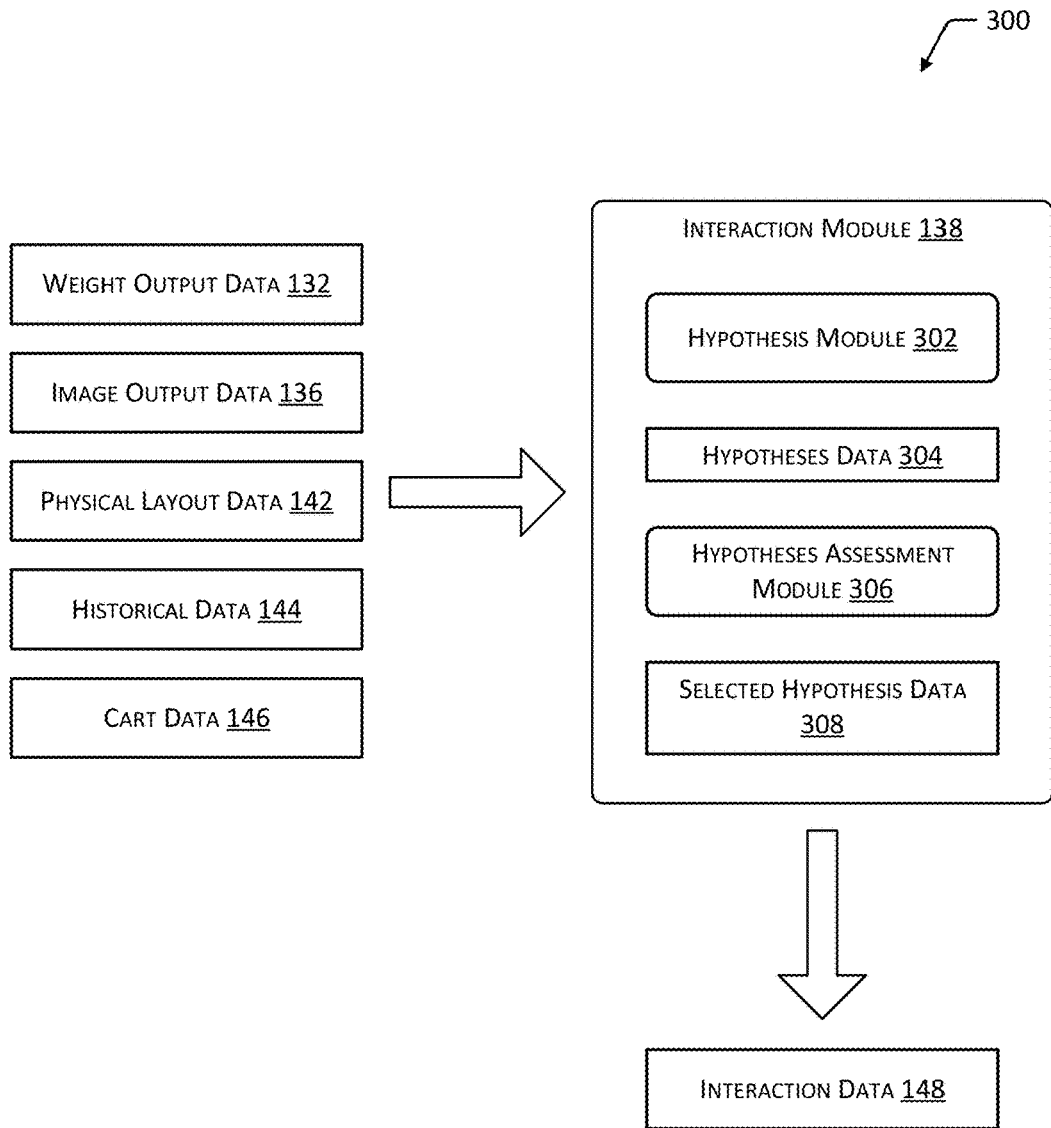 300
WEIGHT OUTPUT DATA 132
IMAGE OUTPUT DATA 136
PHYSICAL LAYOUT DATA 142
HISTORICAL DATA 144
CART DATA 146
INTERACTION MODULE 138
HYPOTHESIS MODULE 302
HYPOTHESES DATA 304
HYPOTHESES ASSESSMENT
MODULE 306
SELECTED HYPOTHESIS DATA
308
INTERACTION DATA 148